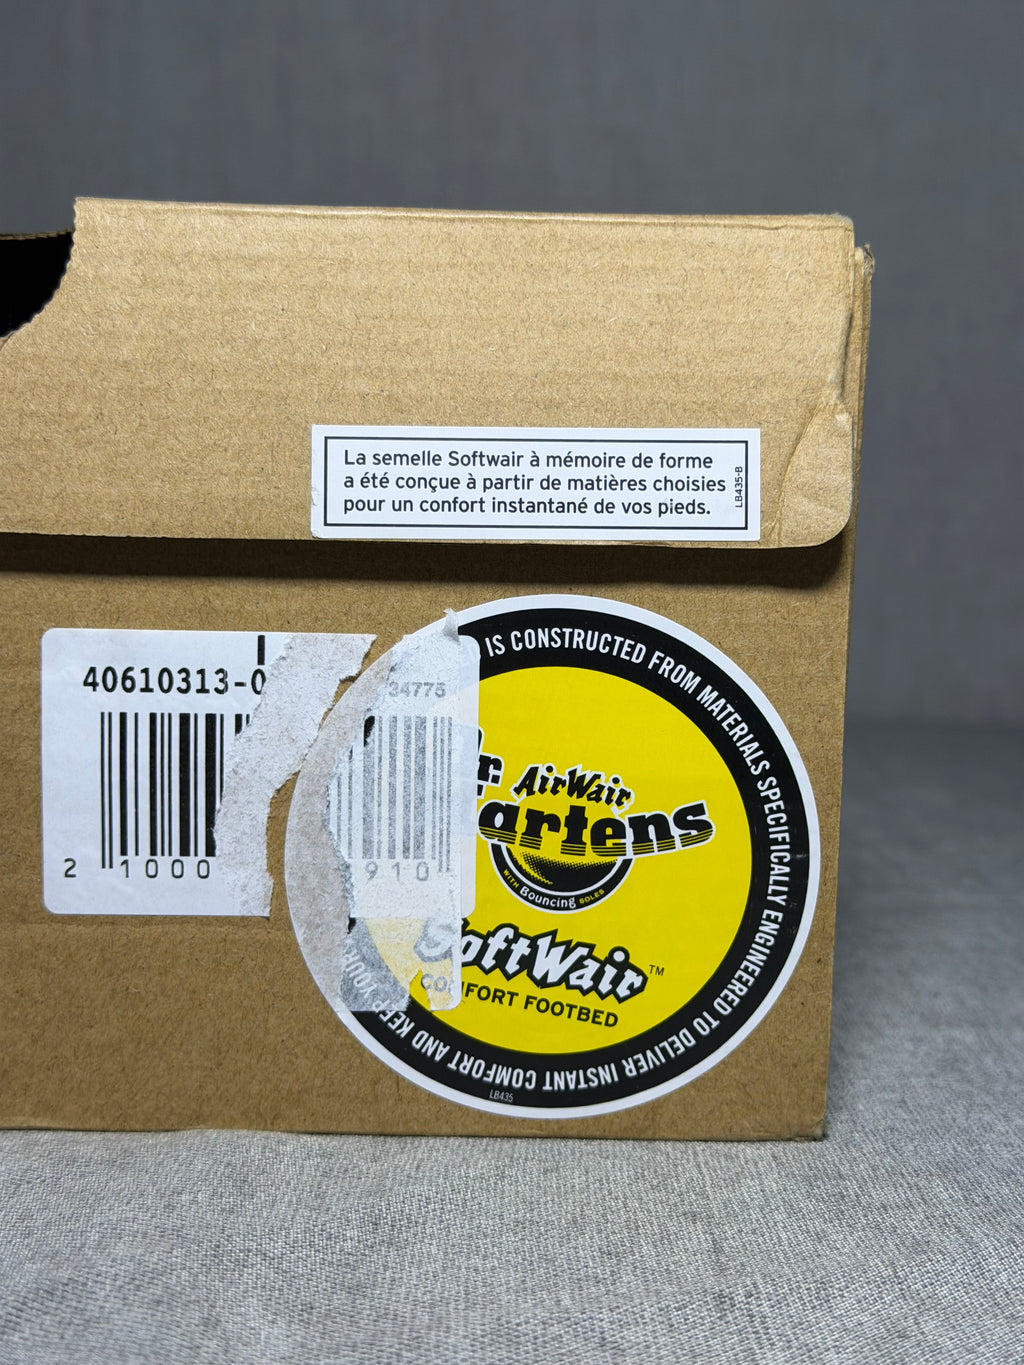 La semelle Softwair à mémoire de forme
a été conçue à partir de matières choisies
pour un confort instantané de vos pieds.
LB435-B
40610313-0
34775
2 1000
910
IS CONSTRUCTED FROM MATERIALS SPECIFICALLY ENGINEERED TO DELIVER INSTANT COMFORT AND KEEP YOUR
AirWair
artens
WITH Bouncing SOLES
SoftWair™
COMFORT FOOTBED
LB435